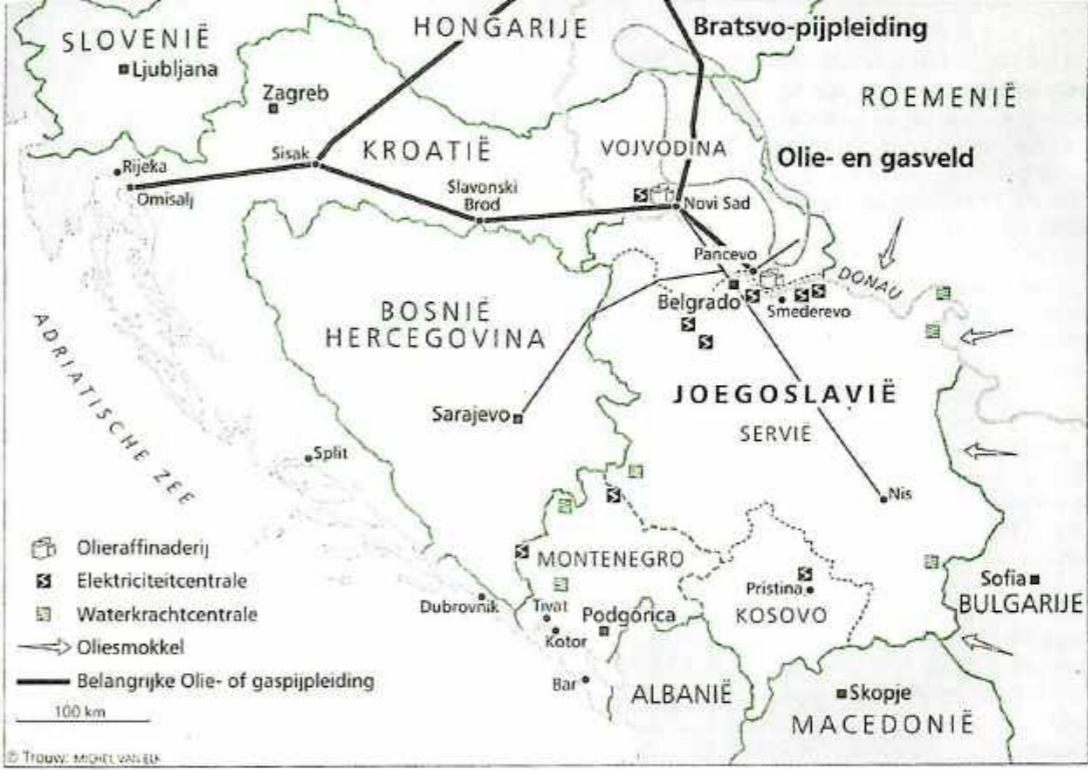 SLOVENIË
Ljubljana
HONGARIJE
Bratsvo-pijpleiding
Zagreb
ROEMENIË
Sisak
KROATIË
VOJVODINA
Olie- en gasveld
Rijeka
Omisalj
Slavonski
Brod
Novi Sad
Pancevo
DONAU
Belgrado
Smederevo
BOSNIË
HERCEGOVINA
ADRIATISCHE ZEE
JOEGOSLAVIË
Sarajevo
SERVIË
Split
Nis
Olieraffinaderij
Elektriciteitcentrale
Waterkrachtcentrale
Oliesmokkel
Belangrijke Olie- of gaspijpleiding
100 km
MONTENEGRO
Pristina
KOSOVO
Sofia
BULGARIJE
Dubrovnik
Tivat
Podgorica
Kotor
Bar
ALBANIË
Skopje
MACEDONIË
© Trouw: MICHEL VAN ELK